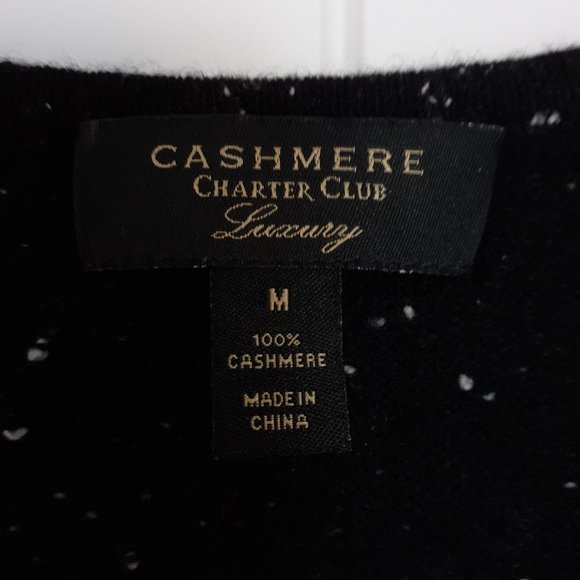 CASHMERE
CHARTER CLUB
Luxury
M
100%
CASHMERE
MADE IN
CHINA